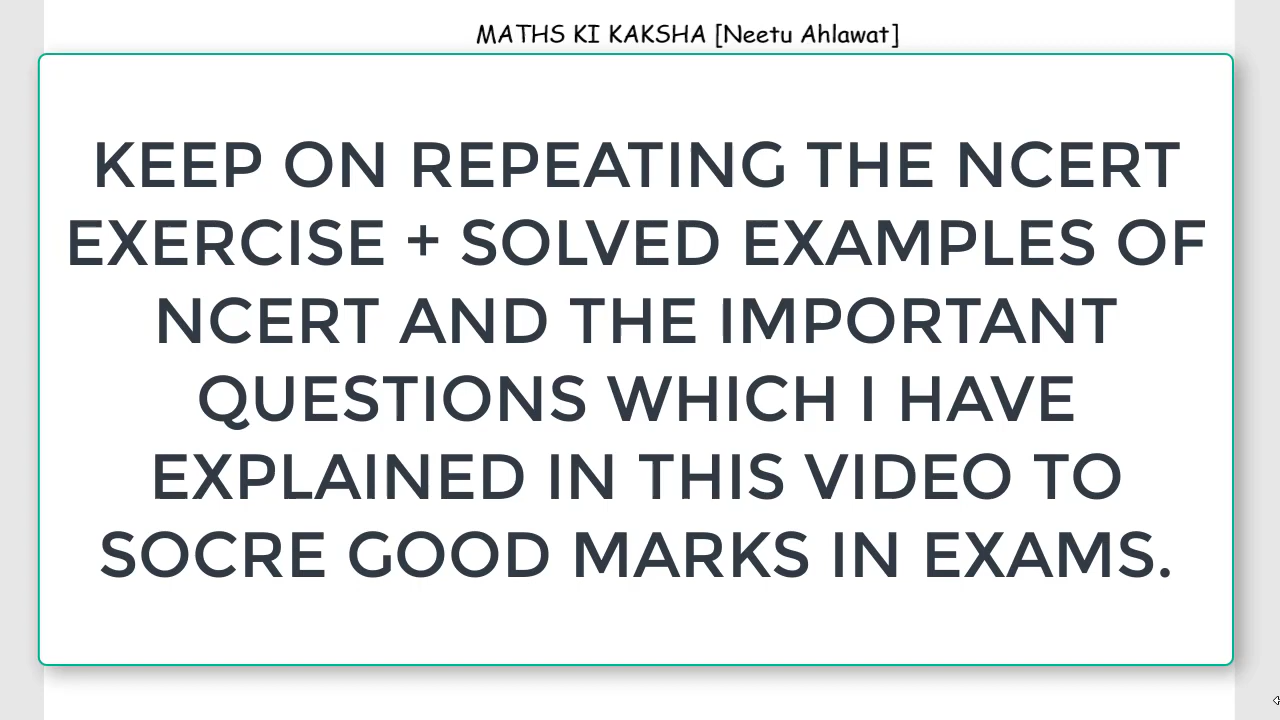 MATHS KI KAKSHA [Neetu Ahlawat]
KEEP ON REPEATING THE NCERT
EXERCISE + SOLVED EXAMPLES OF
NCERT AND THE IMPORTANT
QUESTIONS WHICH I HAVE
EXPLAINED IN THIS VIDEO TO
SOCRE GOOD MARKS IN EXAMS.